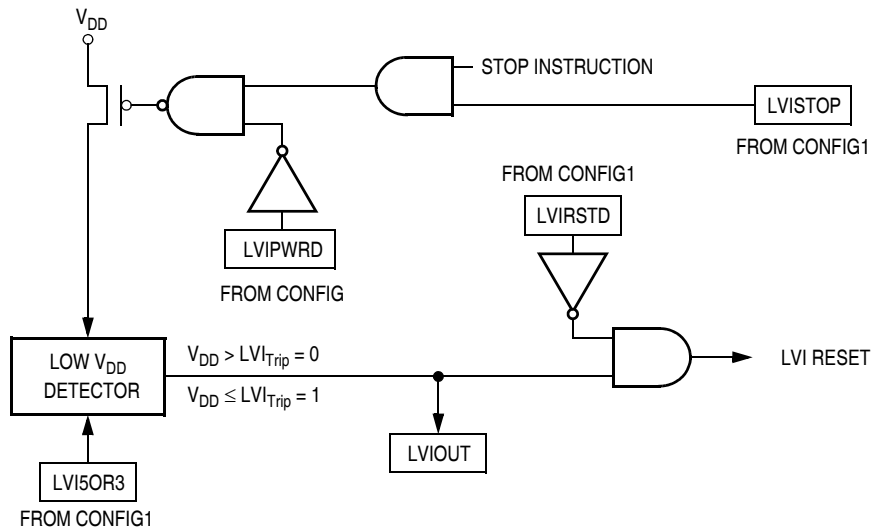 VDD
STOP INSTRUCTION
LVISTOP
FROM CONFIG1
FROM CONFIG1
LVIRSTD
LVIPWRD
FROM CONFIG
LOW VDD
DETECTOR
VDD > LVITrip = 0
VDD ≤ LVITrip = 1
LVI RESET
LVIOUT
LVI5OR3
FROM CONFIG1